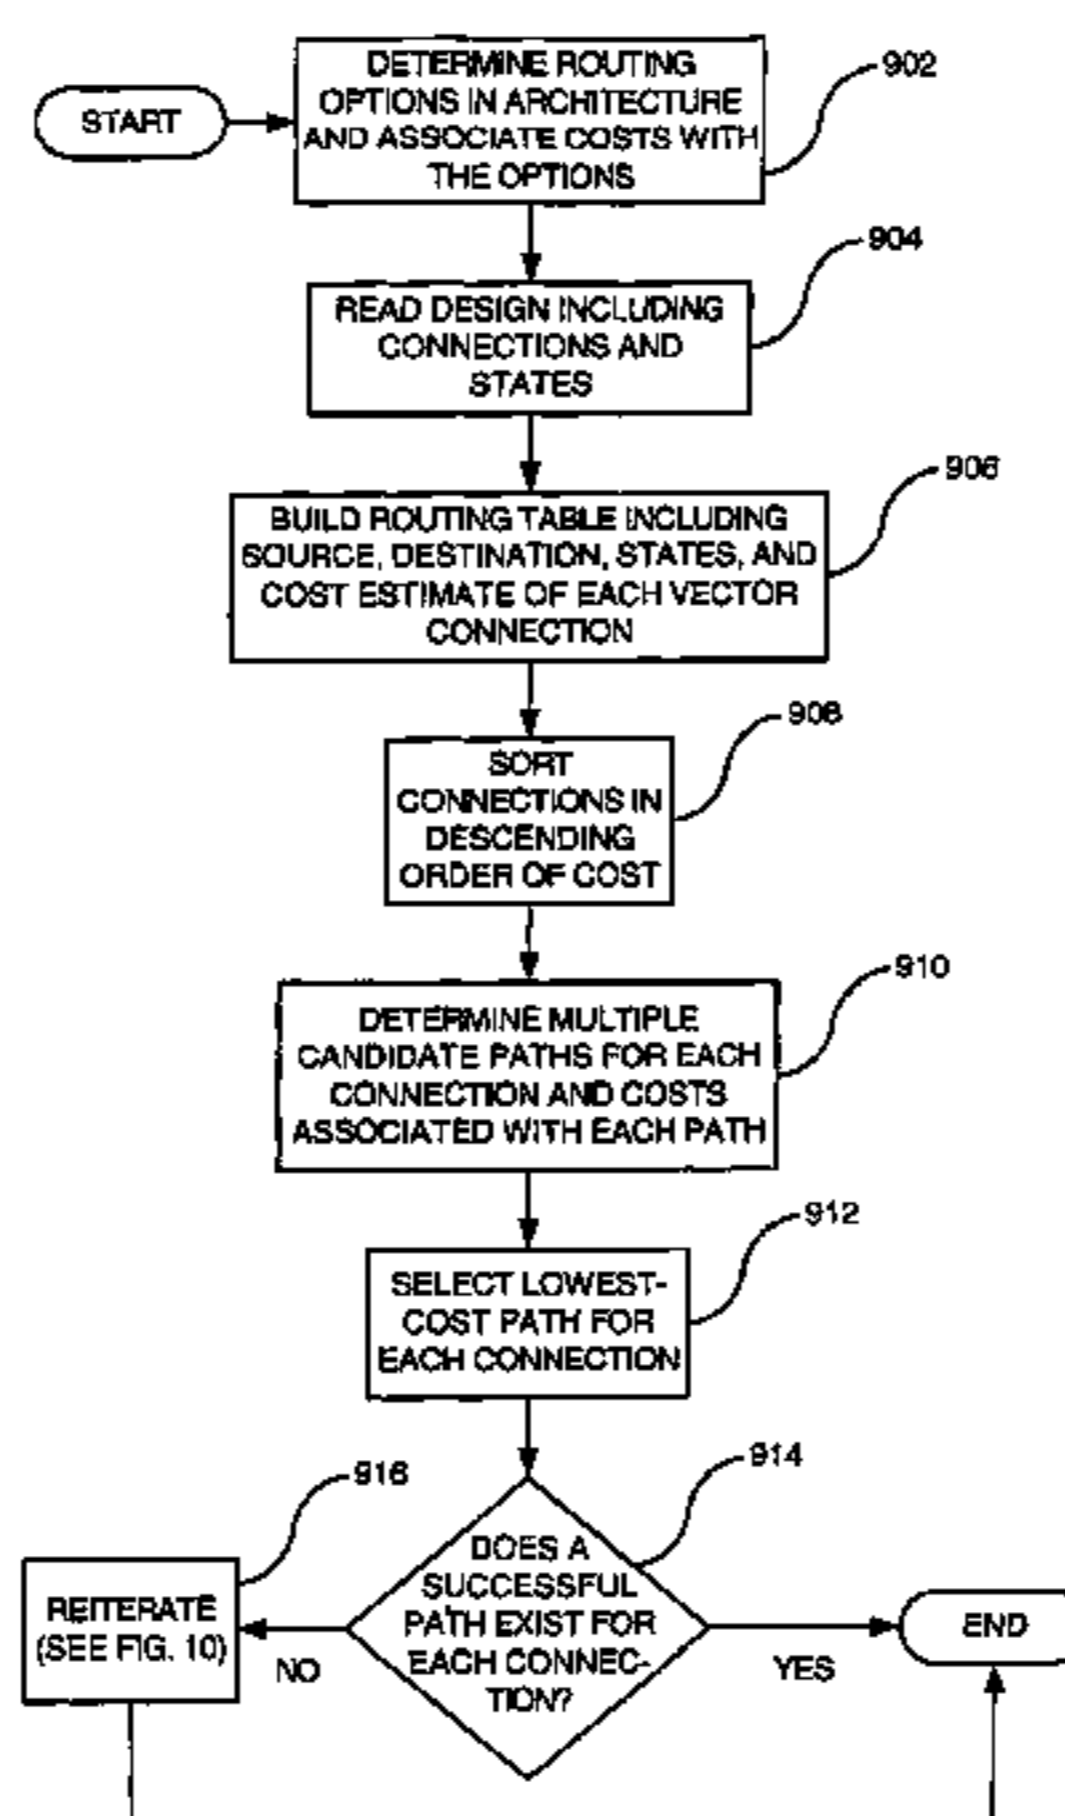 DETERMINE ROUTING
OPTIONS IN ARCHITECTURE
AND ASSOCIATE COSTS WITH
THE OPTIONS
902
START
904
READ DESIGN INCLUDING
CONNECTIONS AND
STATES
906
BUILD ROUTING TABLE INCLUDING
SOURCE, DESTINATION, STATES, AND
COST ESTIMATE OF EACH VECTOR
CONNECTION
908
SORT
CONNECTIONS IN
DESCENDING
ORDER OF COST
910
DETERMINE MULTIPLE
CANDIDATE PATHS FOR EACH
CONNECTION AND COSTS
ASSOCIATED WITH EACH PATH
912
SELECT LOWEST-
COST PATH FOR
EACH CONNECTION
914
916
DOES A
SUCCESSFUL
PATH EXIST FOR
EACH CONNEC-
TION?
REITERATE
(SEE FIG. 10)
NO
YES
END